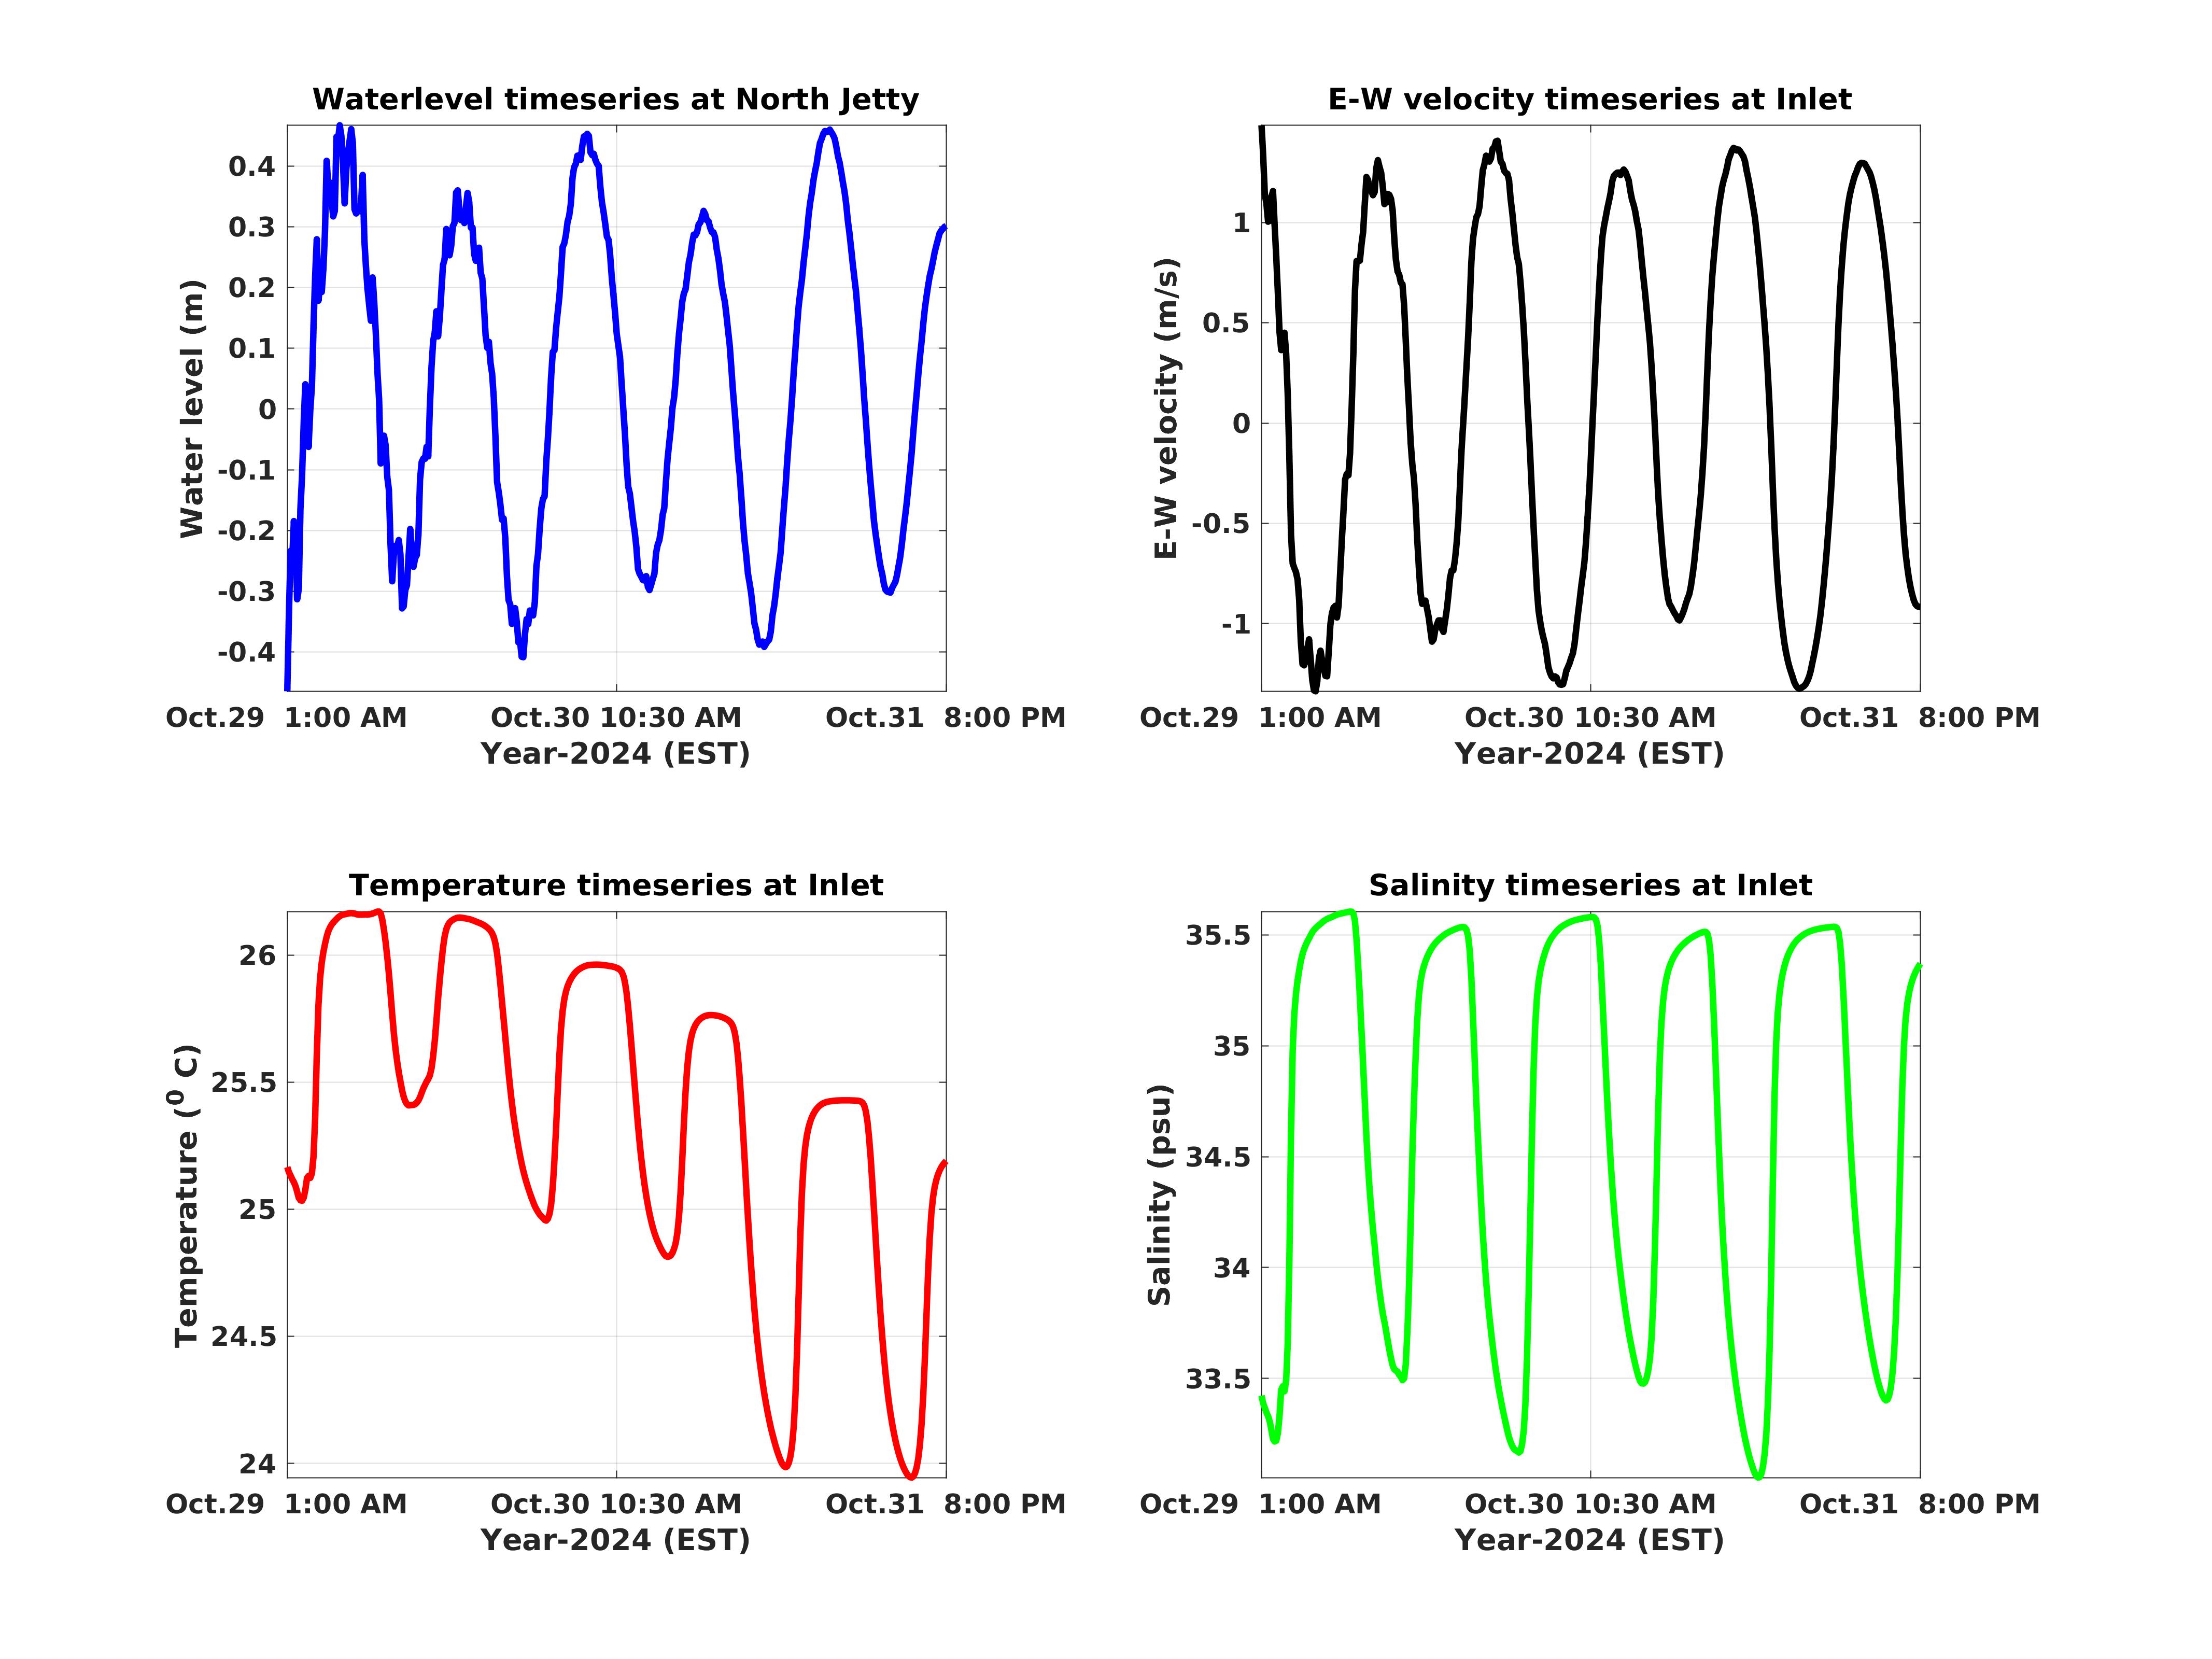 Waterlevel timeseries at North Jetty
0.4
0.3
0.2
0.1
0
-0.1
-0.2
-0.3
-0.4
Water level (m)
Oct.29 1:00 AM Oct.30 10:30 AM Oct.31 8:00 PM
Year-2024 (EST)
E-W velocity timeseries at Inlet
1
0.5
0
-0.5
-1
E-W velocity (m/s)
Oct.29 1:00 AM Oct.30 10:30 AM Oct.31 8:00 PM
Year-2024 (EST)
Temperature timeseries at Inlet
26
25.5
25
24.5
24
Temperature (⁰ C)
Oct.29 1:00 AM Oct.30 10:30 AM Oct.31 8:00 PM
Year-2024 (EST)
Salinity timeseries at Inlet
35.5
35
34.5
34
33.5
Salinity (psu)
Oct.29 1:00 AM Oct.30 10:30 AM Oct.31 8:00 PM
Year-2024 (EST)